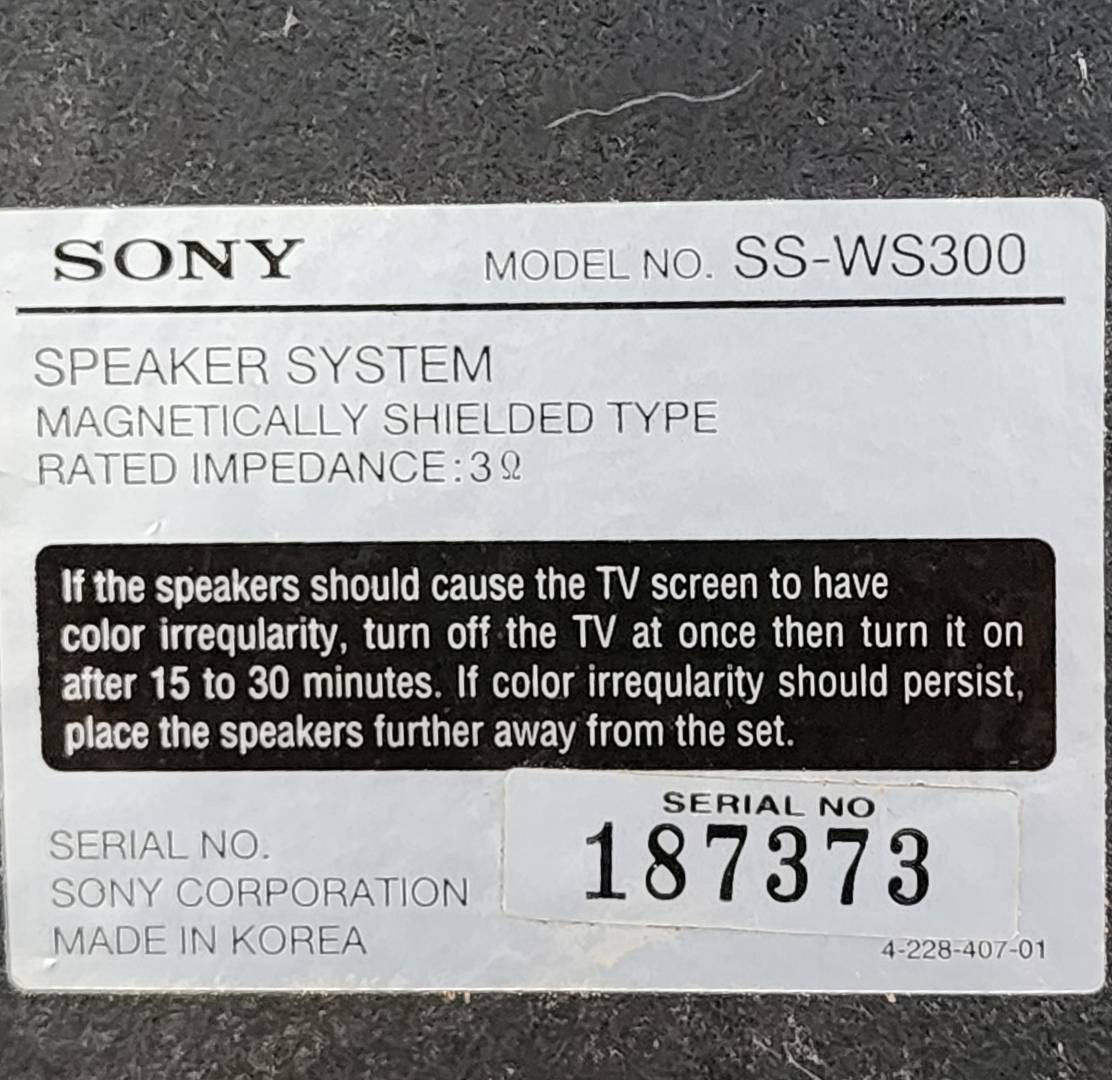 SONY MODEL NO. SS-WS300
SPEAKER SYSTEM
MAGNETICALLY SHIELDED TYPE
RATED IMPEDANCE:3Ω
If the speakers should cause the TV screen to have
color irreqularity, turn off the TV at once then turn it on
after 15 to 30 minutes. If color irreqularity should persist,
place the speakers further away from the set.
SERIAL NO
187373
SERIAL NO.
SONY CORPORATION
MADE IN KOREA
4-228-407-01